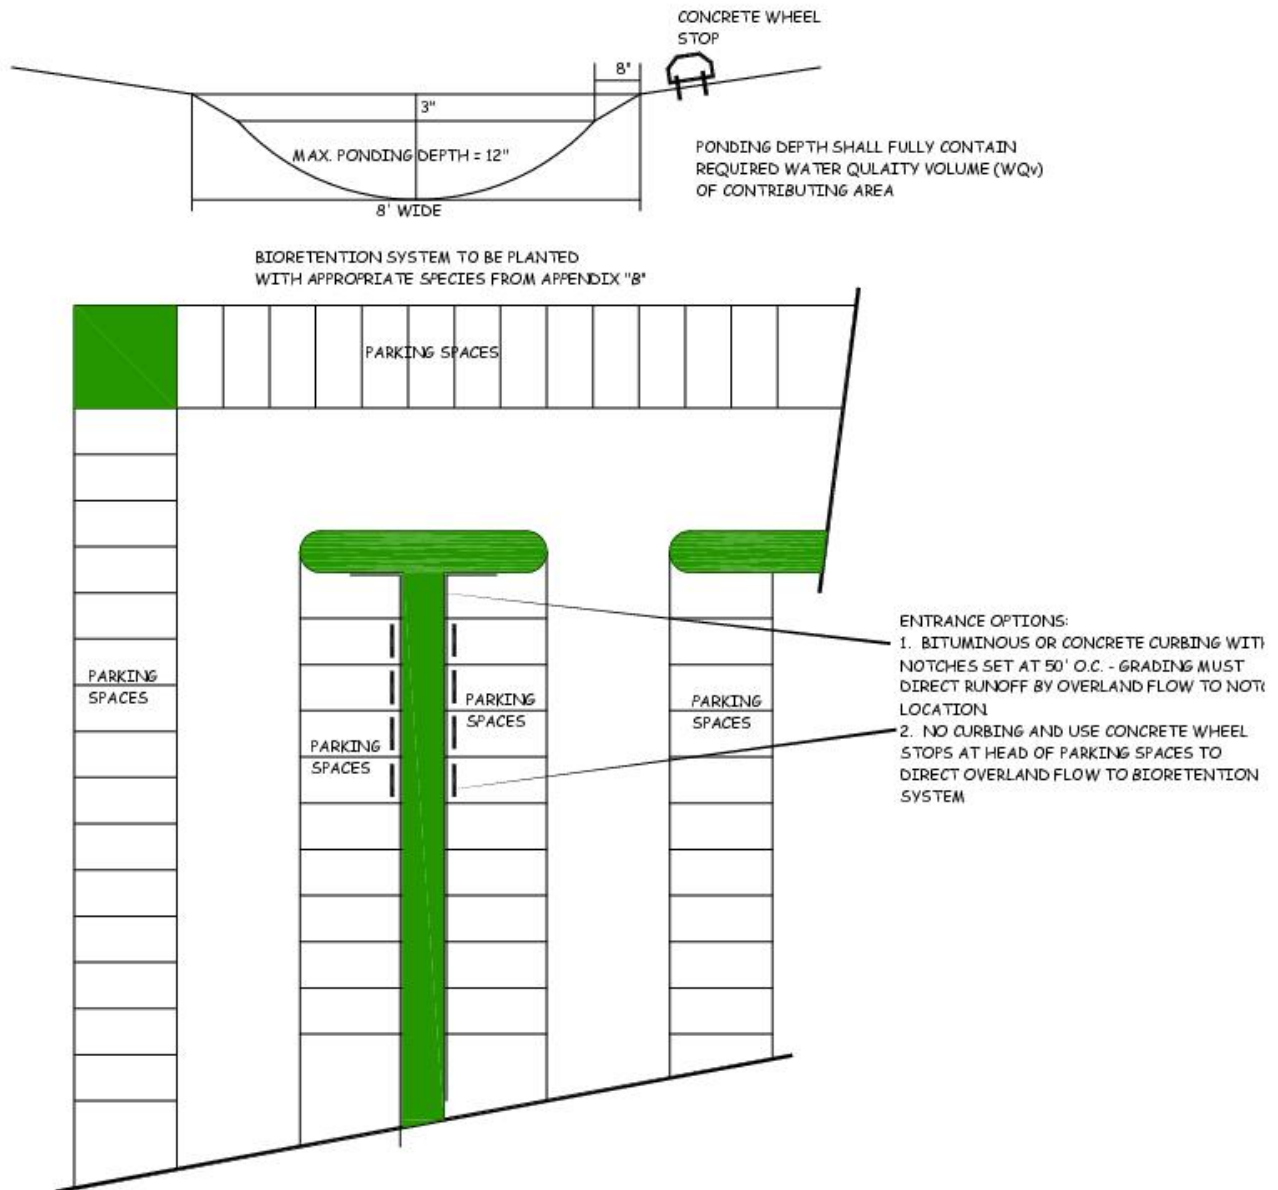 CONCRETE WHEEL
STOP
8"
3"
MAX. PONDING DEPTH = 12"
8' WIDE
PONDING DEPTH SHALL FULLY CONTAIN
REQUIRED WATER QULAITY VOLUME (WQv)
OF CONTRIBUTING AREA
BIORETENTION SYSTEM TO BE PLANTED
WITH APPROPRIATE SPECIES FROM APPENDIX "B"
PARKING SPACES
PARKING
SPACES
PARKING
SPACES
PARKING
SPACES
PARKING
SPACES
ENTRANCE OPTIONS:
1. BITUMINOUS OR CONCRETE CURBING WITH
NOTCHES SET AT 50' O.C. - GRADING MUST
DIRECT RUNOFF BY OVERLAND FLOW TO
LOCATION.
2. NO CURBING AND USE CONCRETE WHEEL
STOPS AT HEAD OF PARKING SPACES TO
DIRECT OVERLAND FLOW TO BIORETENTION
SYSTEM